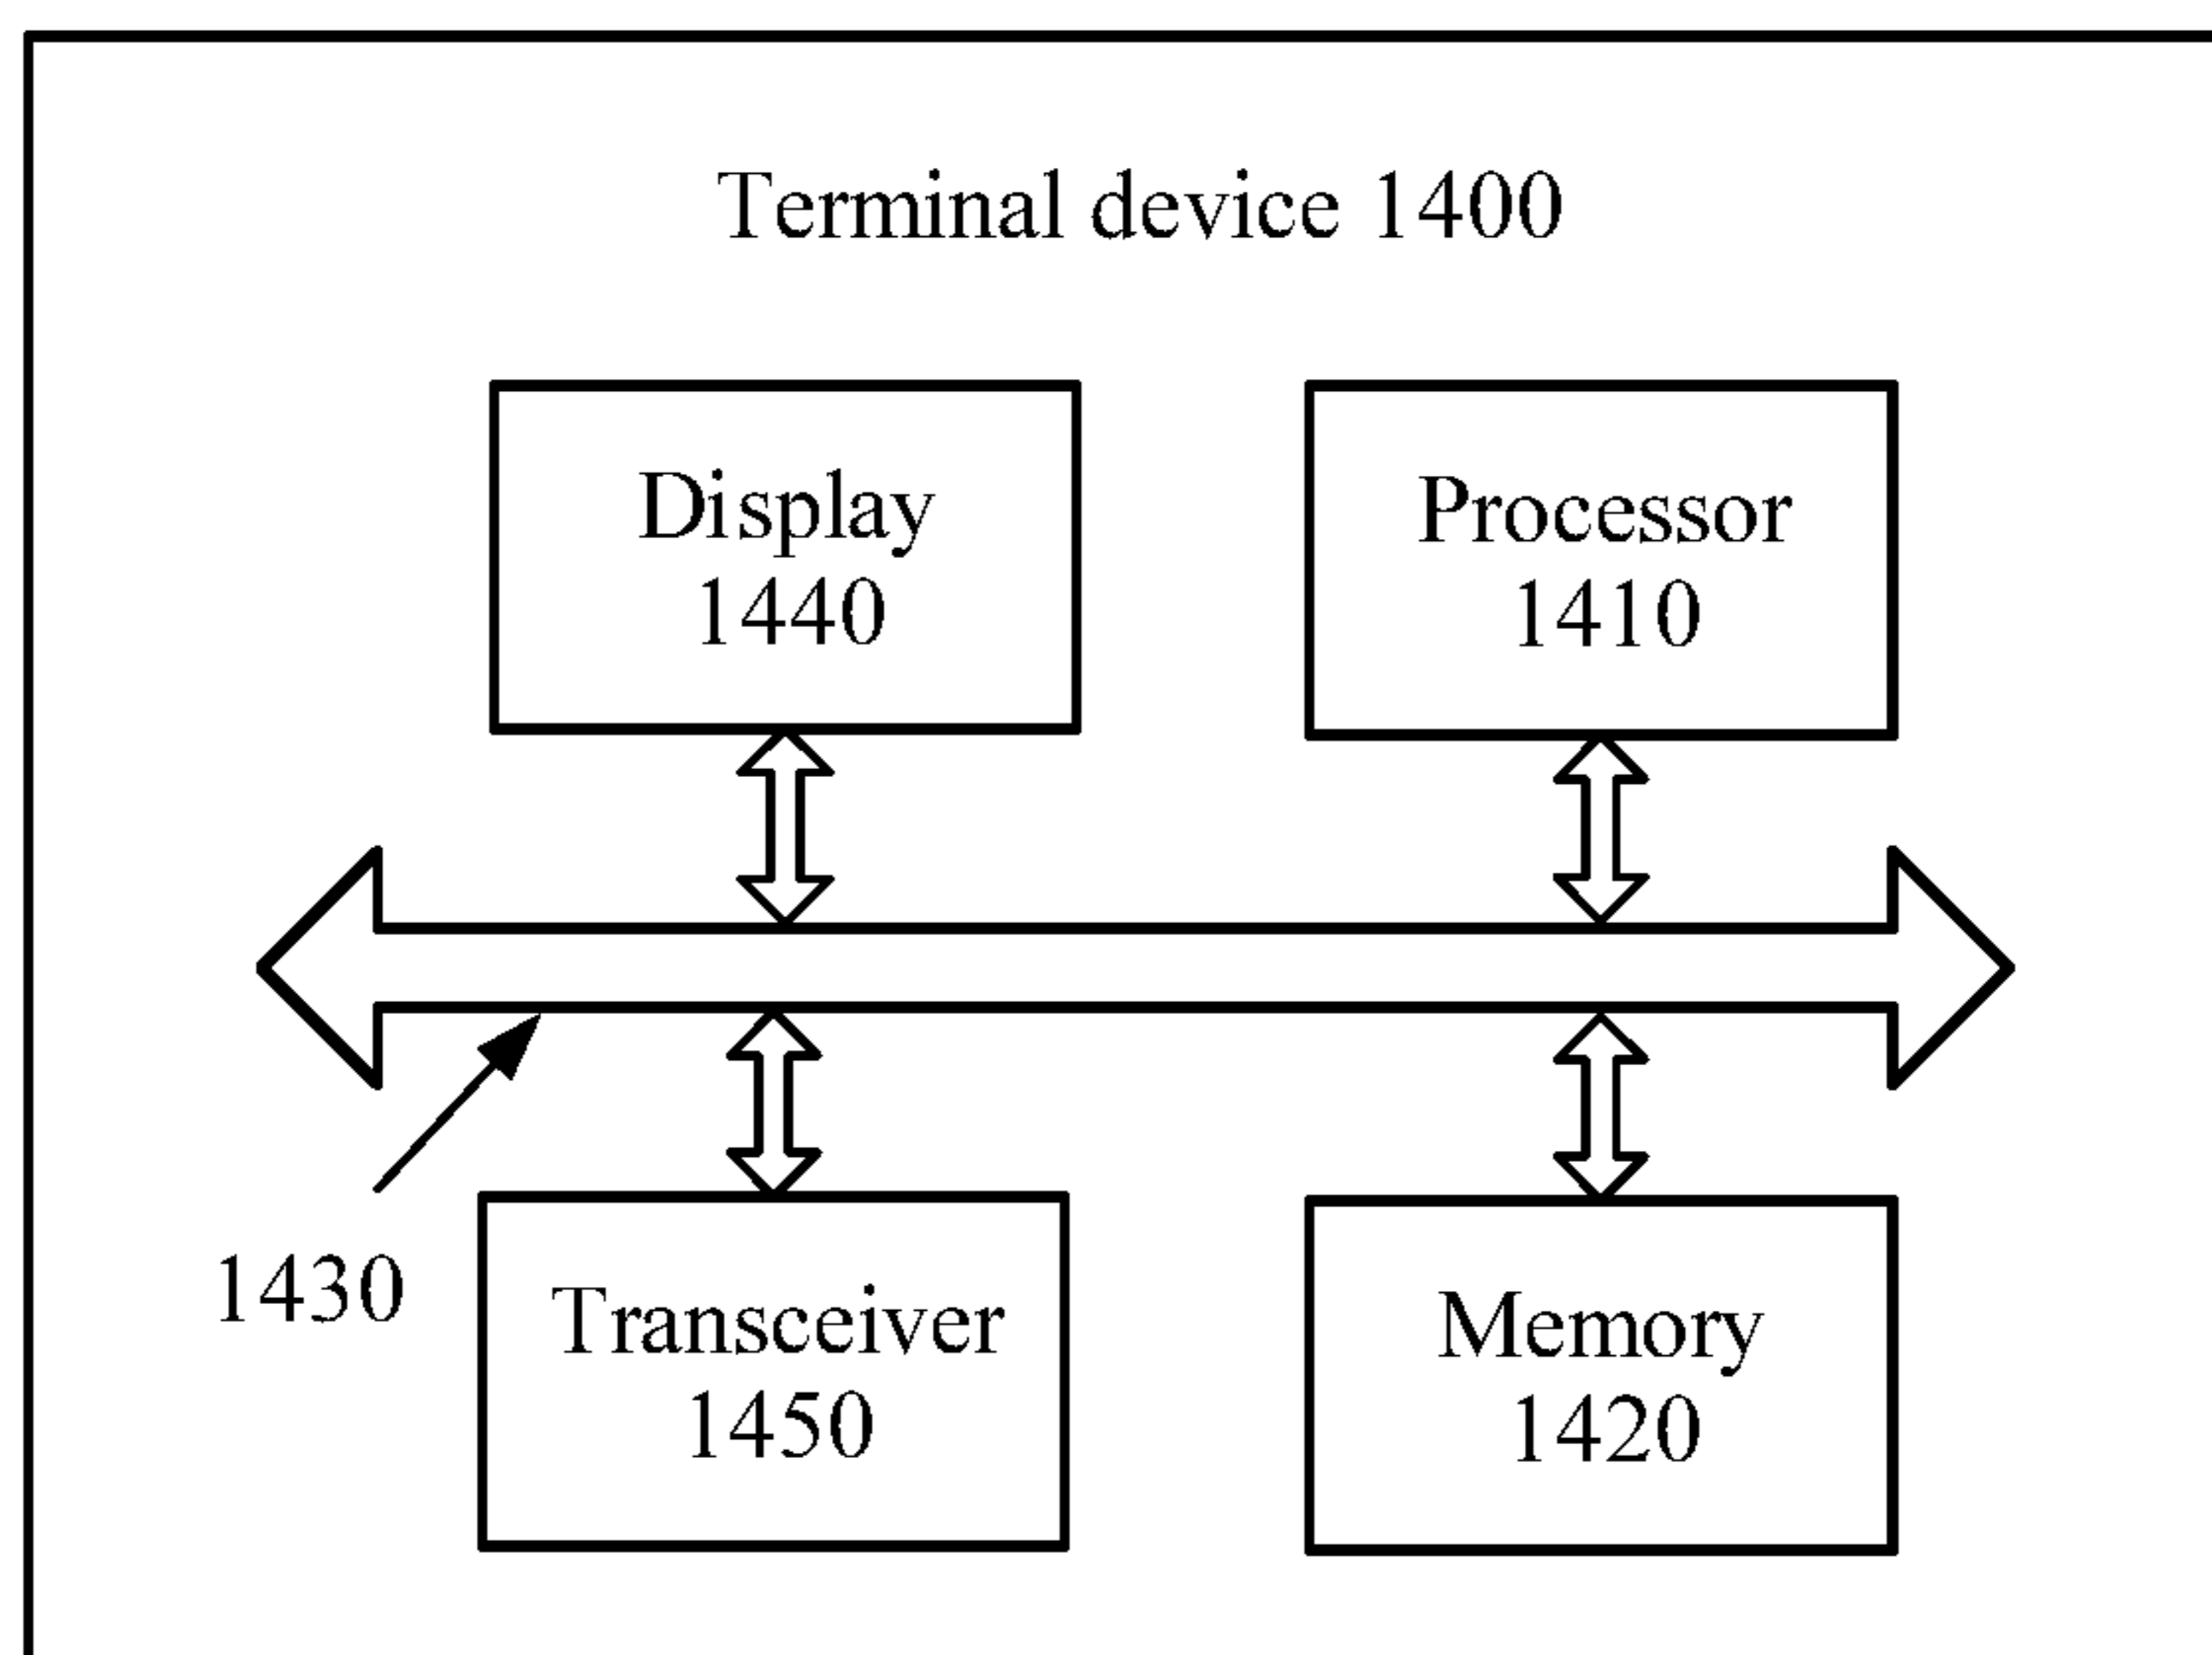 Terminal device 1400
Display
1440
Processor
1410
1430
Transceiver
1450
Memory
1420